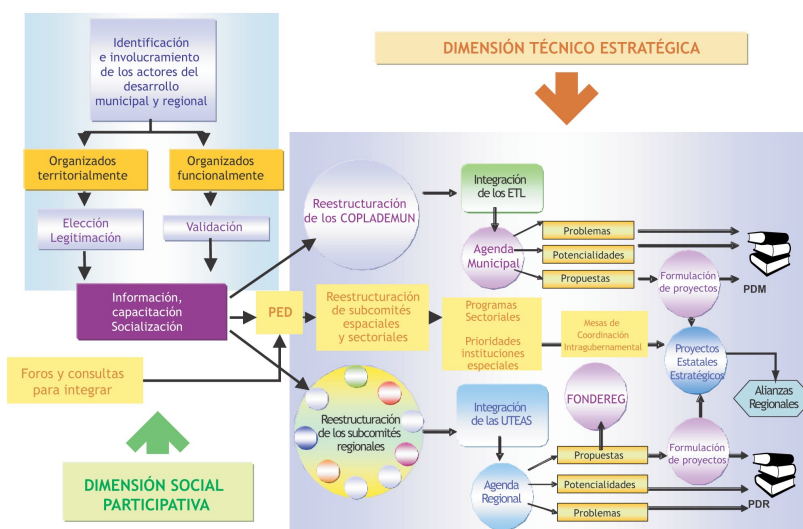 Identificación
e involucramiento
de los actores del
desarrollo
municipal y regional
Organizados
territorialmente
Organizados
funcionalmente
Elección
Legitimación
Validación
Información,
capacitación
Socialización
Foros y consultas
para integrar
DIMENSIÓN SOCIAL
PARTICIPATIVA
DIMENSIÓN TÉCNICO ESTRATÉGICA
Reestructuración
de los COPLADEMUN
Integración
de los ETL
Agenda
Municipal
Problemas
Potencialidades
Propuestas
Formulación
de proyectos
PDM
PED
Reestructuración
de subcomités
espaciales
y sectoriales
Programas
Sectoriales
Prioridades
instituciones
especiales
Mesas de
Coordinación
Intragubernamental
Proyectos
Estatales
Estratégicos
Alianzas
Regionales
Reestructuración
de los subcomités
regionales
Integración
de las UTEAS
FONDEREG
Agenda
Regional
Propuestas
Potencialidades
Problemas
Formulación
de proyectos
PDR